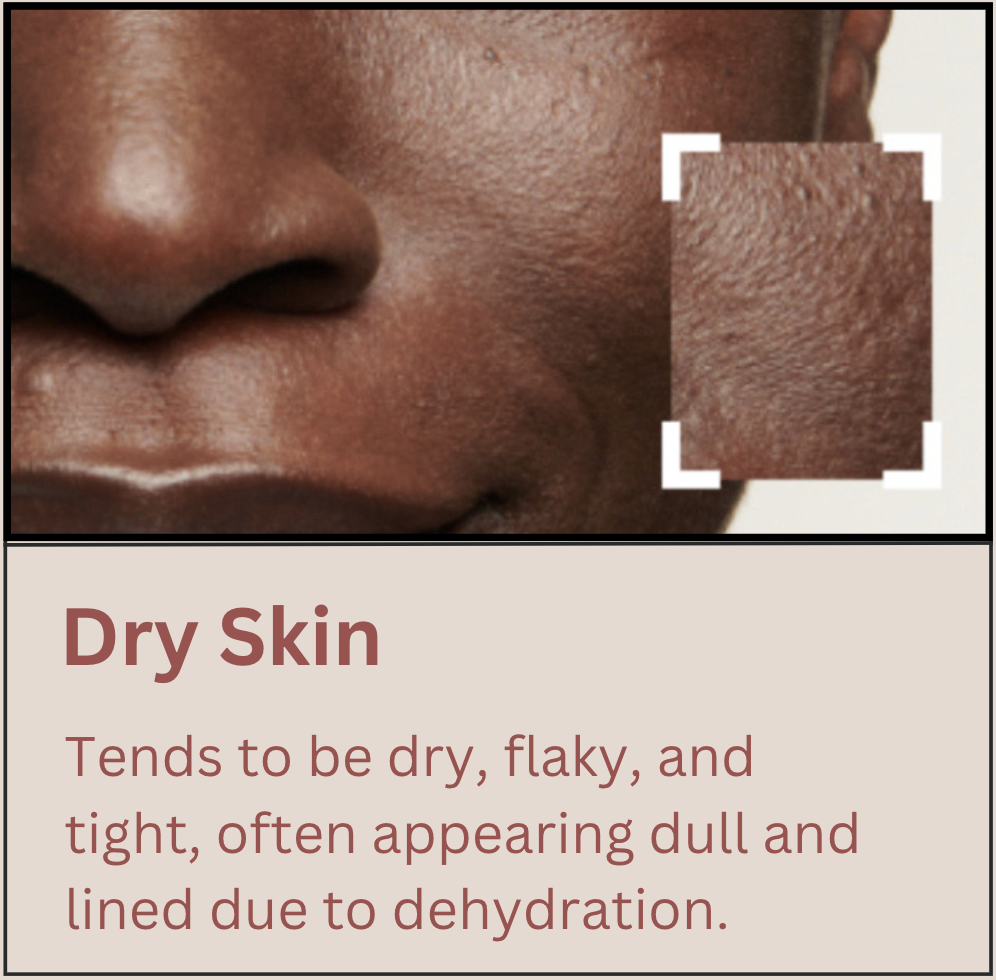 Dry Skin
Tends to be dry, flaky, and
tight, often appearing dull and
lined due to dehydration.